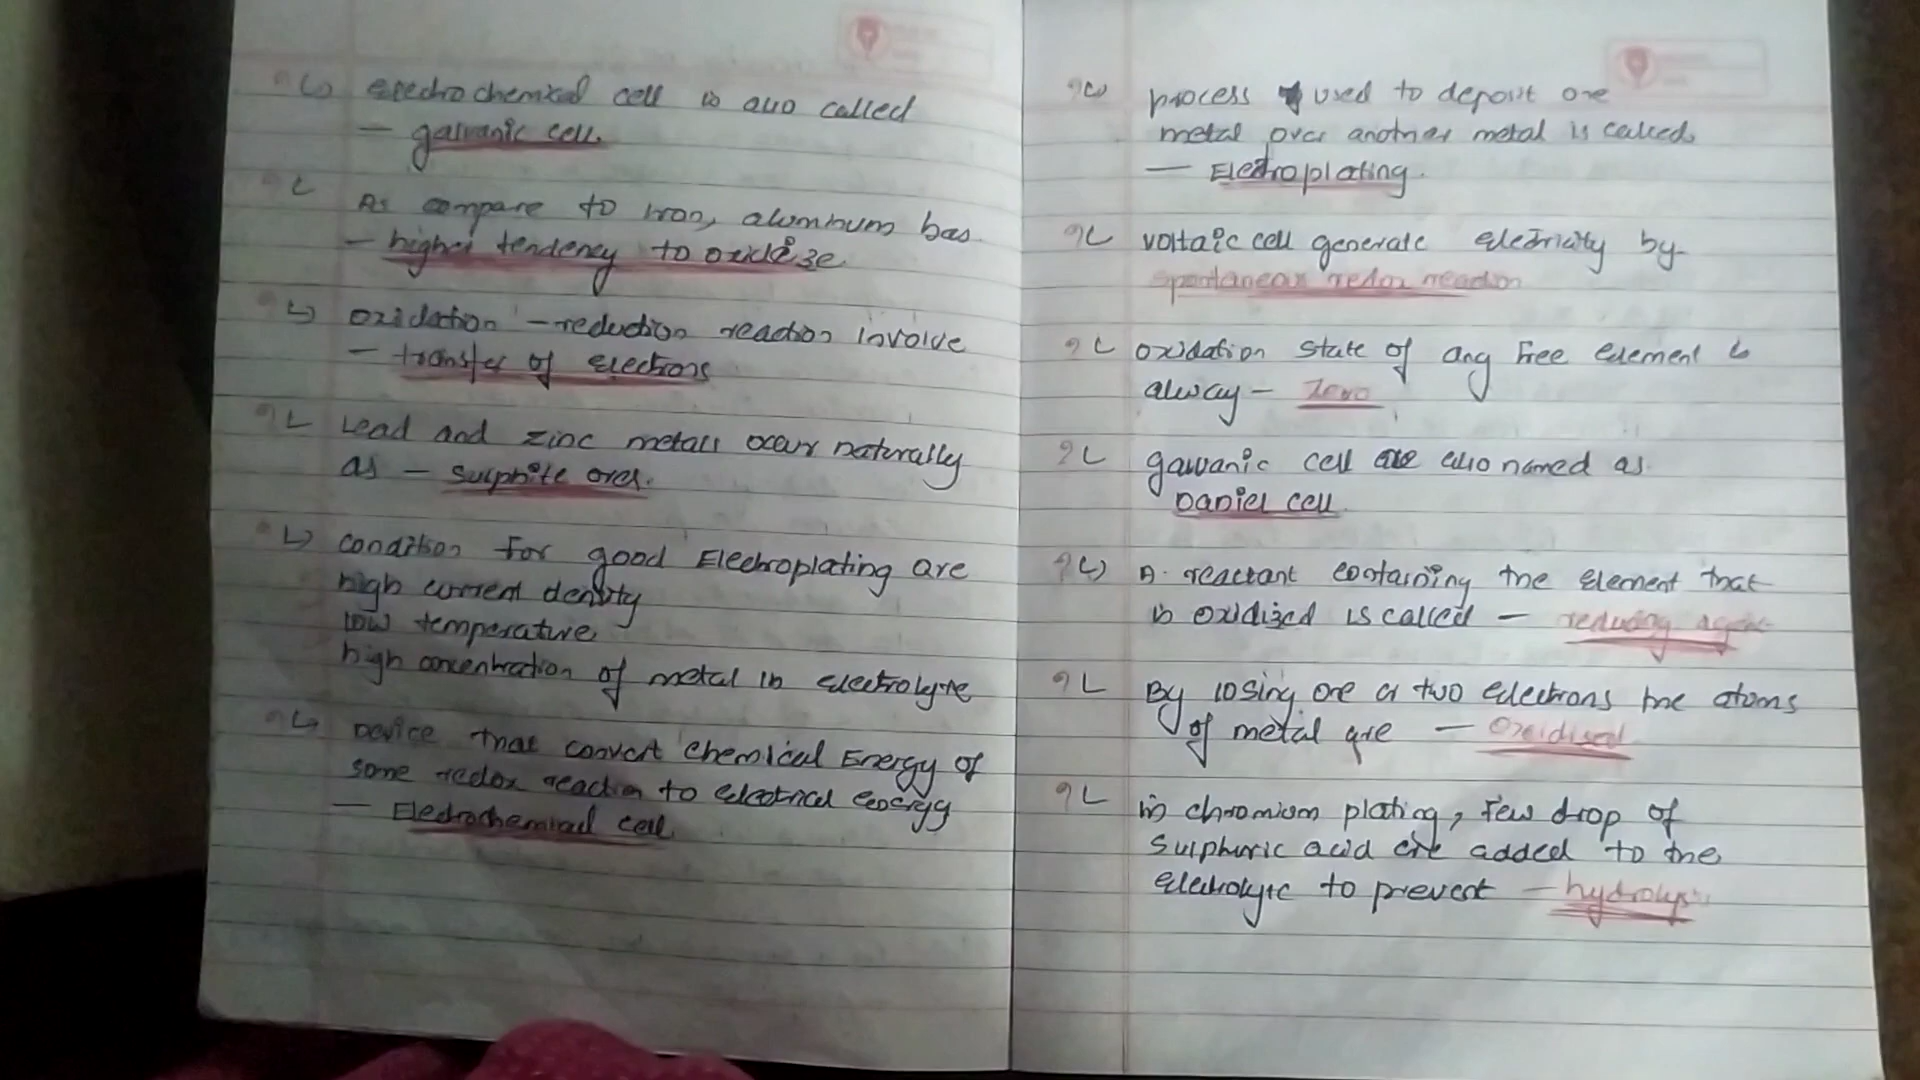 Electrochemical cell is also called
— galvanic cell.
As compare to iron, aluminum has
— higher tendency to oxidize
oxidation - reduction reaction involve
— transfer of electrons
Lead and zinc metals occur naturally
as — sulphite ores.
condition for good Electroplating are
high current density
low temperature
high concentration of metal in electrolyte
Device that convert chemical Energy of
some redox reaction to electrical energy
— Electrochemical cell
process used to deposit one
metal over another metal is called
— Electroplating.
voltaic cell generate electricity by-
spontaneous redox reaction
oxidation state of any free element is
alway - Zero
galvanic cell are also named as
Daniel cell
A reactant containing the element that
is oxidized is called — reducing agent
By losing one or two electrons the atoms
of metal are — oxidised
in chromium plating, few drop of
sulphuric acid are added to the
electrolyte to prevent — hydrolysis